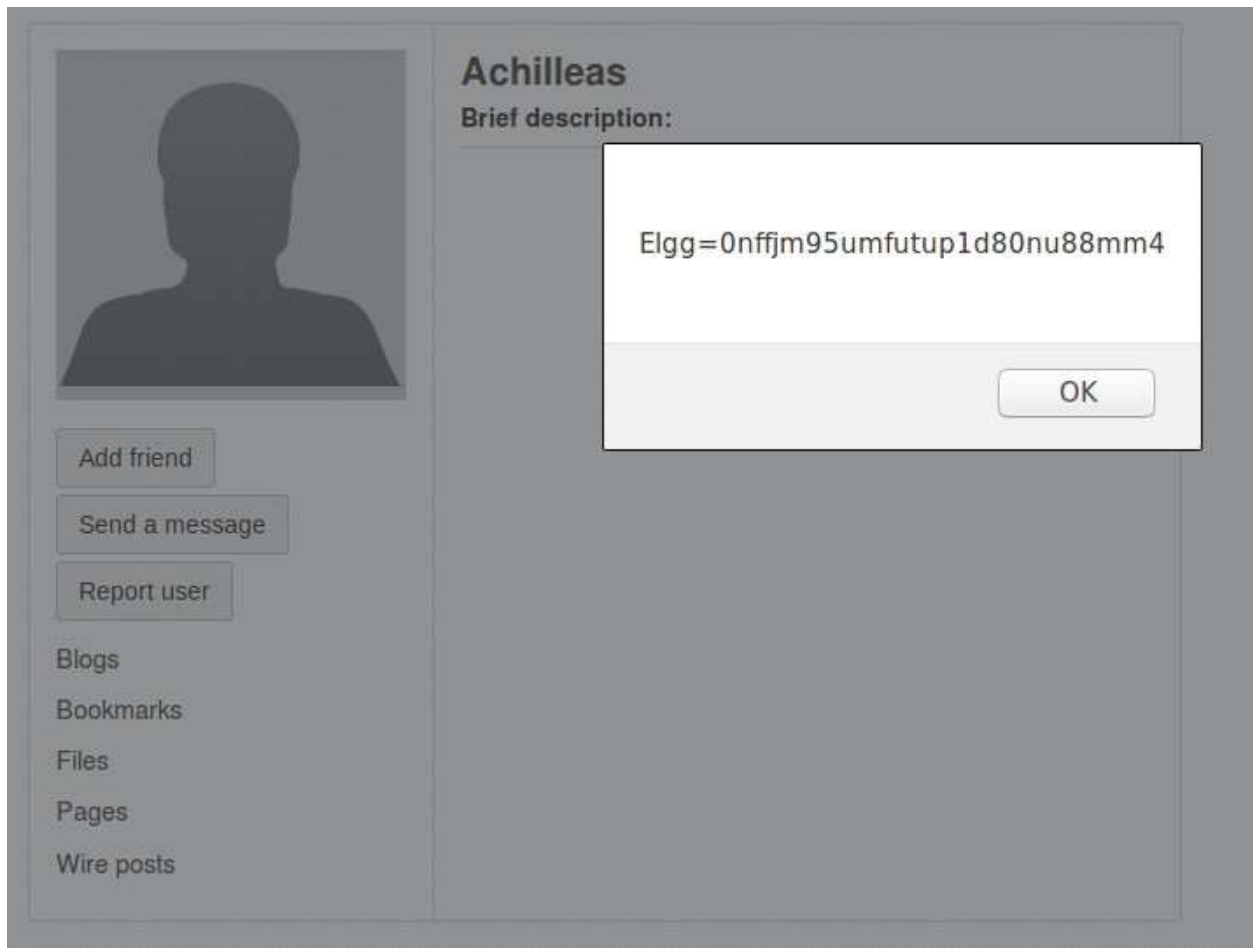 Achilleas
Brief description:
Elgg=0nffjm95umfutup1d80nu88mm4
OK
Add friend
Send a message
Report user
Blogs
Bookmarks
Files
Pages
Wire posts